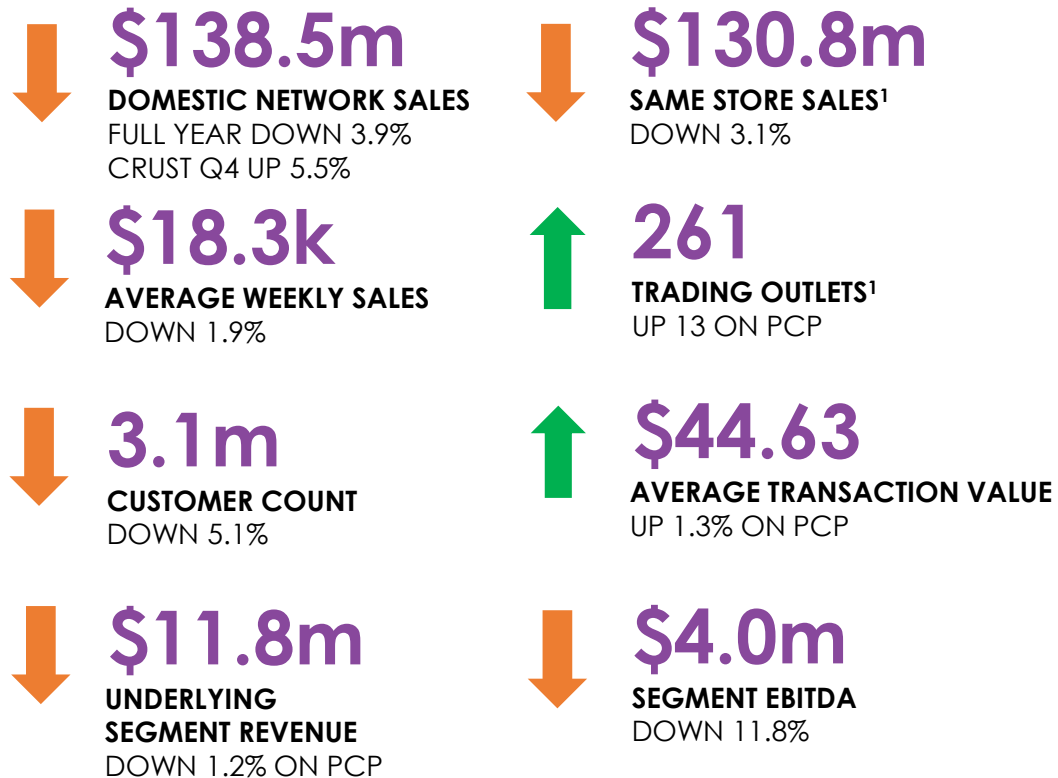 $138.5m
DOMESTIC NETWORK SALES
FULL YEAR DOWN 3.9%
CRUST Q4 UP 5.5%
$130.8m
SAME STORE SALES¹
DOWN 3.1%
$18.3k
AVERAGE WEEKLY SALES
DOWN 1.9%
261
TRADING OUTLETS¹
UP 13 ON PCP
3.1m
CUSTOMER COUNT
DOWN 5.1%
$44.63
AVERAGE TRANSACTION VALUE
UP 1.3% ON PCP
$11.8m
UNDERLYING
SEGMENT REVENUE
DOWN 1.2% ON PCP
$4.0m
SEGMENT EBITDA
DOWN 11.8%